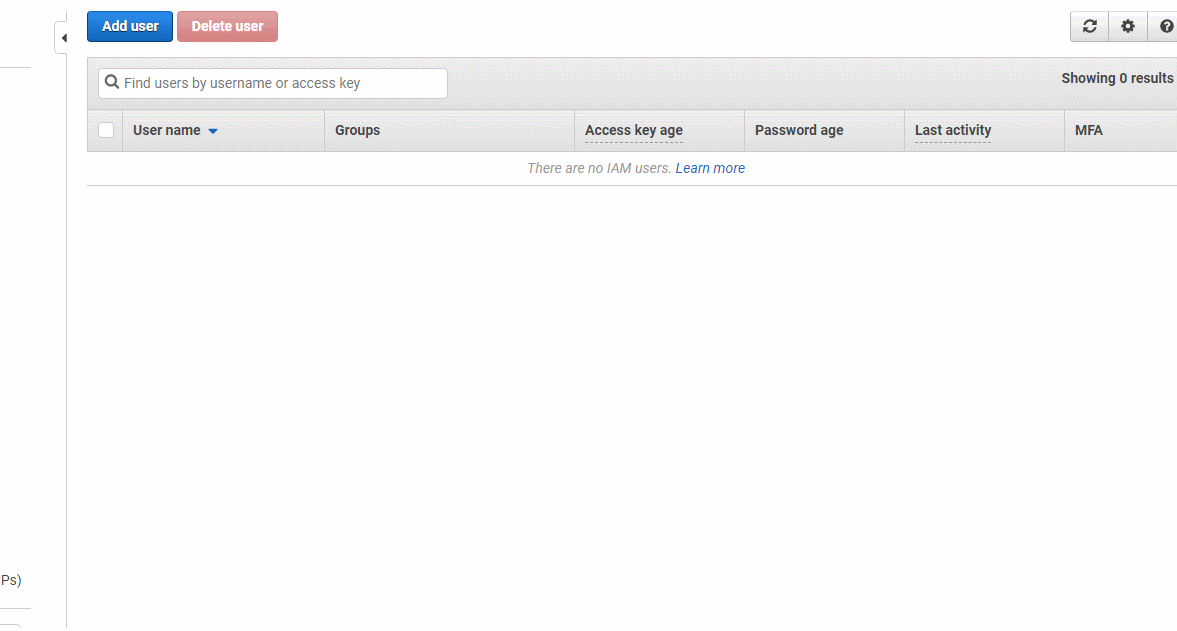 Add user Delete user
Find users by username or access key Showing 0 results
User name Groups Access key age Password age Last activity MFA
There are no IAM users. Learn more
Ps)